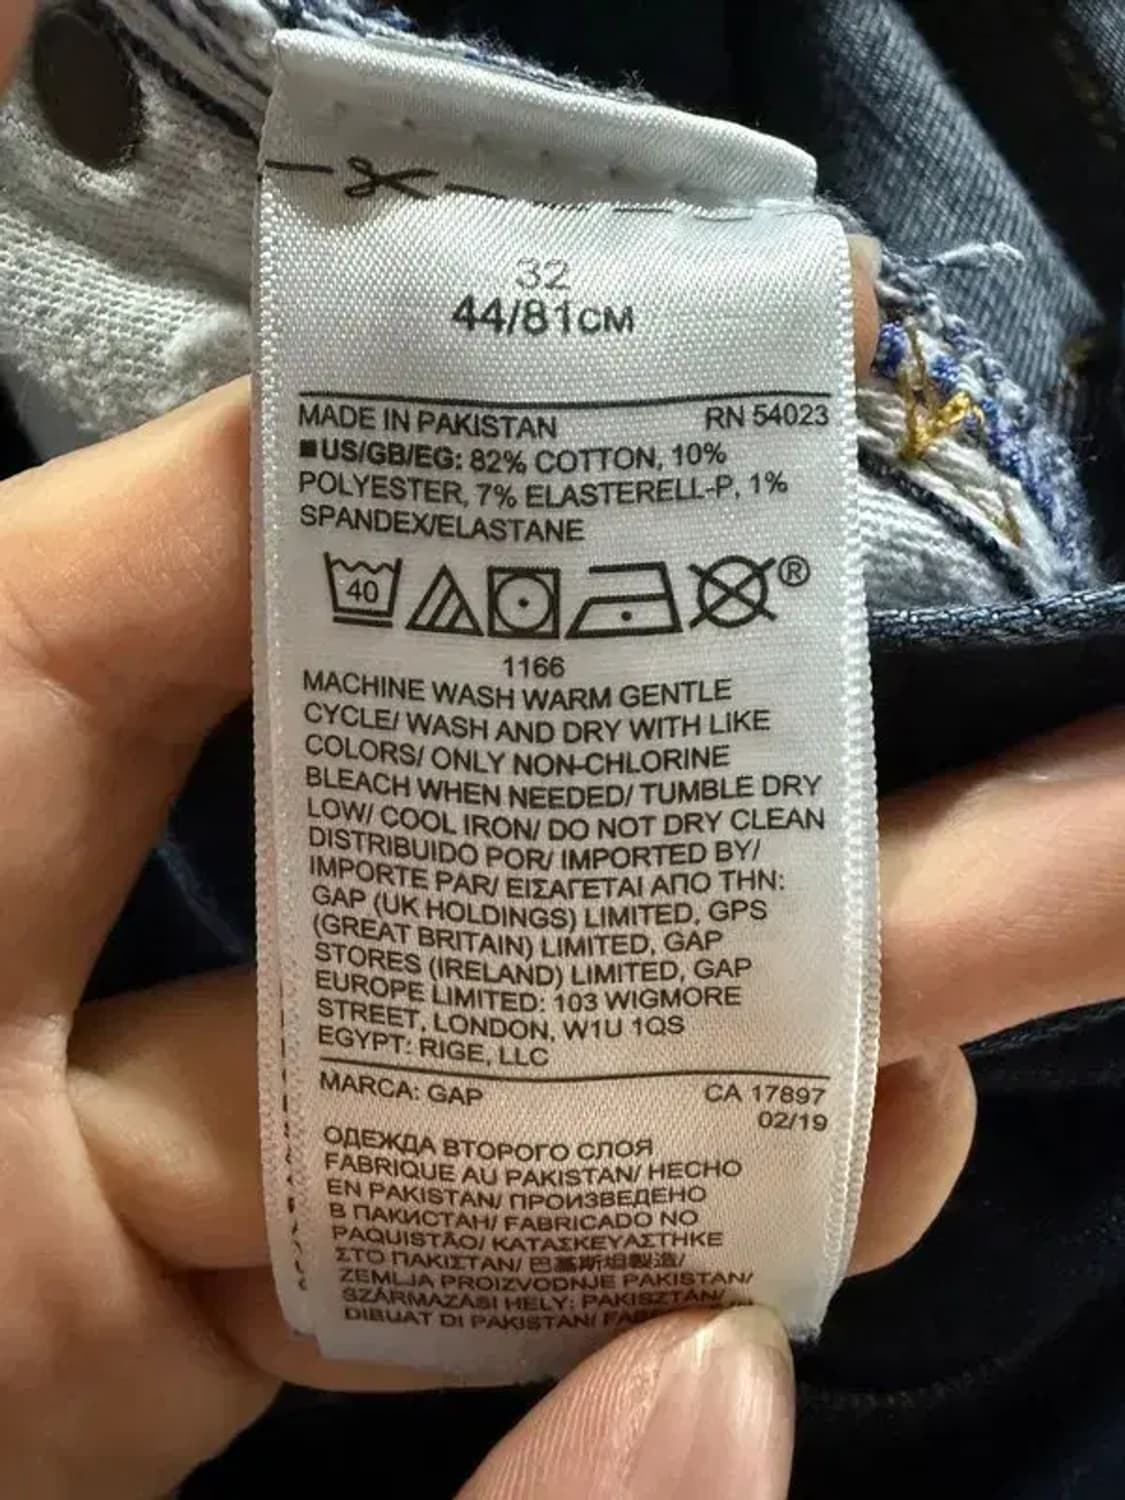 32
44/81CM
MADE IN PAKISTAN RN 54023
■US/GB/EG: 82% COTTON, 10%
POLYESTER, 7% ELASTERELL-P, 1%
SPANDEX/ELASTANE
40 ®
1166
MACHINE WASH WARM GENTLE
CYCLE/ WASH AND DRY WITH LIKE
COLORS/ ONLY NON-CHLORINE
BLEACH WHEN NEEDED/ TUMBLE DRY
LOW/ COOL IRON/ DO NOT DRY CLEAN
DISTRIBUIDO POR/ IMPORTED BY/
IMPORTE PAR/ ΕΙΣΑΓΕΤΑΙ ΑΠΟ ΤΗΝ:
GAP (UK HOLDINGS) LIMITED, GPS
(GREAT BRITAIN) LIMITED, GAP
STORES (IRELAND) LIMITED, GAP
EUROPE LIMITED: 103 WIGMORE
STREET, LONDON, W1U 1QS
EGYPT: RIGE, LLC
MARCA: GAP CA 17897
02/19
ОДЕЖДА ВТОРОГО СЛОЯ
FABRIQUE AU PAKISTAN/ HECHO
EN PAKISTAN/ ПРОИЗВЕДЕНО
В ПАКИСТАН/ FABRICADO NO
PAQUISTÃO/ ΚΑΤΑΣΚΕΥΑΣΤΗΚΕ
ΣΤΟ ΠΑΚΙΣΤΑΝ/ 巴基斯坦製造/
ZEMLJA PROIZVODNJE PAKISTAN/
SZÁRMAZÁSI HELY: PAKISZTÁN/
DIBUAT DI PAKISTAN/